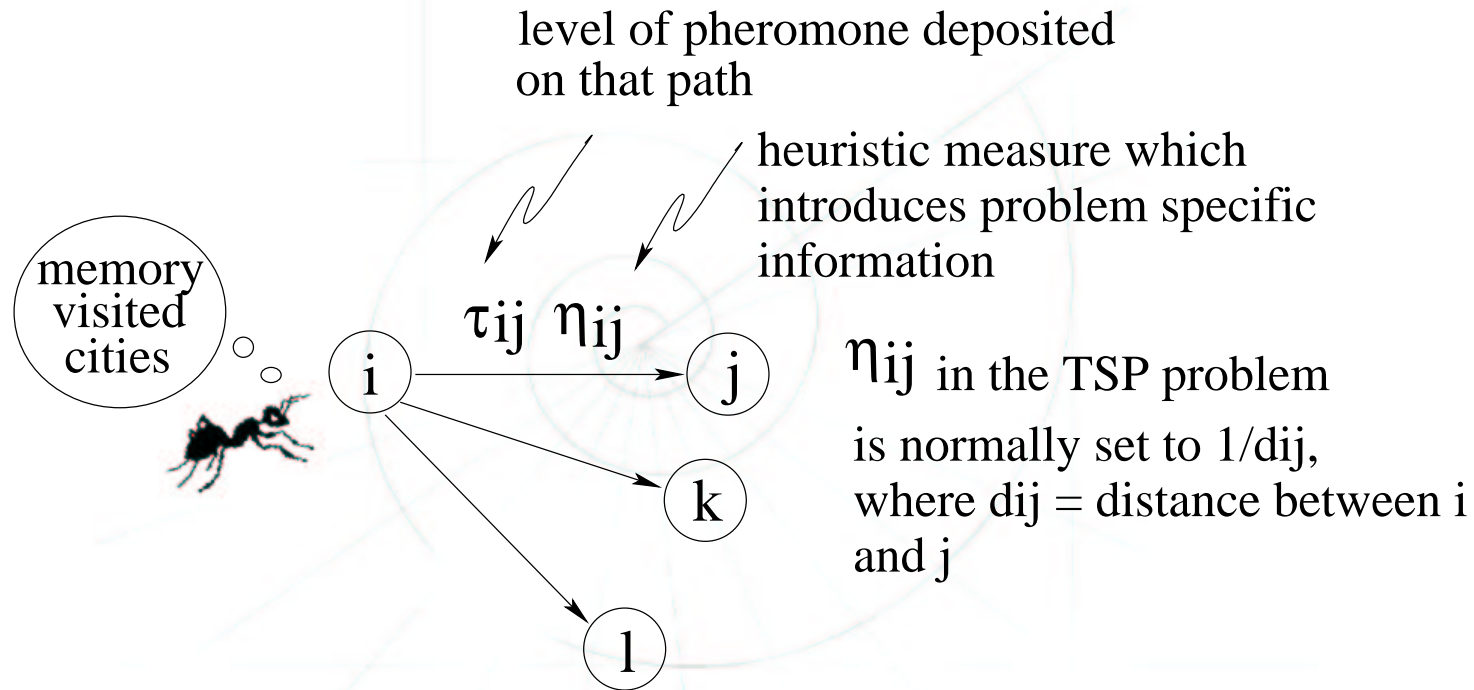 level of pheromone deposited
on that path
heuristic measure which
introduces problem specific
information
memory
visited
cities
τij ηij
i
j
k
l
ηij in the TSP problem
is normally set to 1/dij,
where dij = distance between i
and j